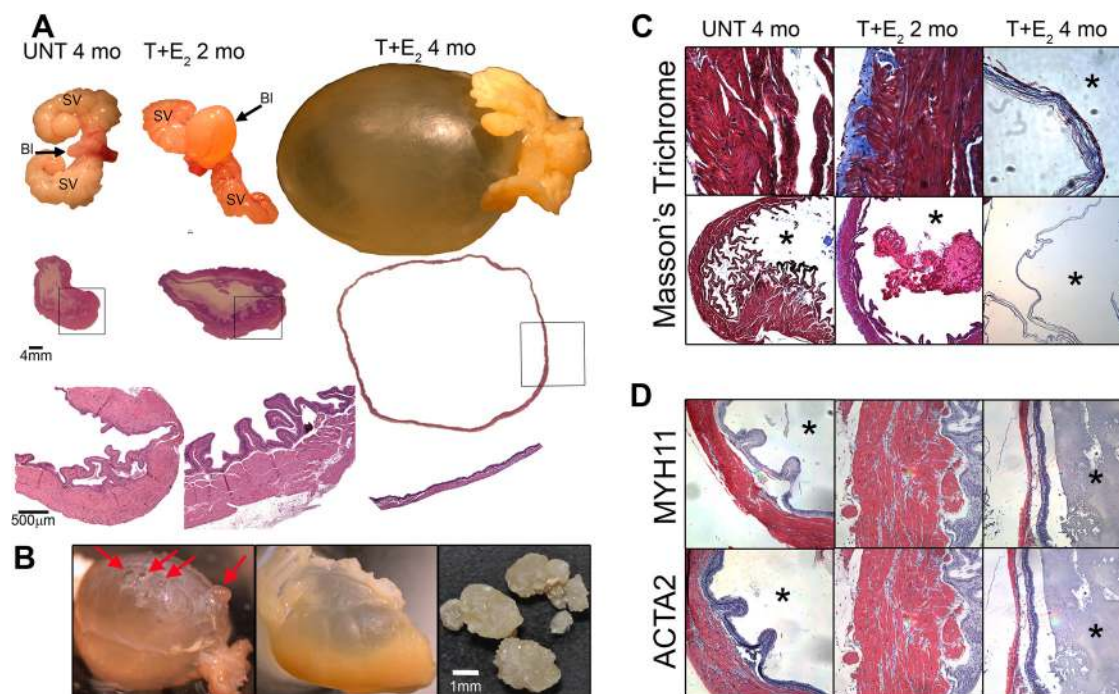 A
UNT 4 mo
T+E₂ 2 mo
T+E₂ 4 mo
SV
Bl
SV
SV
Bl
SV
4mm
500μm
B
1mm
C
UNT 4 mo
T+E₂ 2 mo
T+E₂ 4 mo
Masson's Trichrome
*
*
*
*
D
MYH11
*
*
ACTA2
*
*